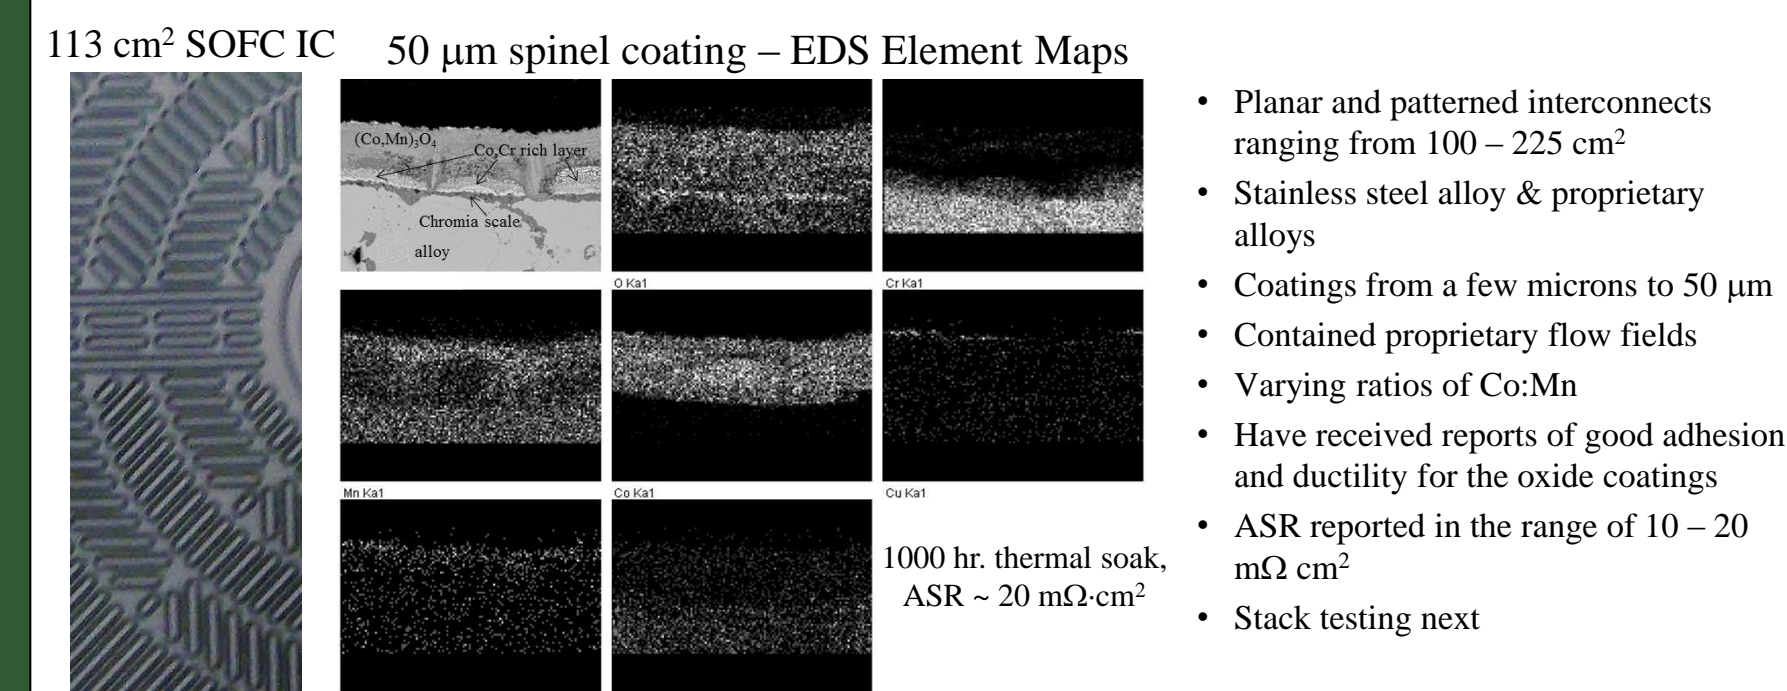 113 cm² SOFC IC
50 μm spinel coating – EDS Element Maps
(Co,Mn)₃O₄
Co,Cr rich layer
Chromia scale
alloy
O Ka1
Cr Ka1
Mn Ka1
Co Ka1
Cu Ka1
1000 hr. thermal soak,
ASR ~ 20 mΩ·cm²
• Planar and patterned interconnects
ranging from 100 – 225 cm²
• Stainless steel alloy & proprietary
alloys
• Coatings from a few microns to 50 μm
• Contained proprietary flow fields
• Varying ratios of Co:Mn
• Have received reports of good adhesion
and ductility for the oxide coatings
• ASR reported in the range of 10 – 20
mΩ cm²
• Stack testing next